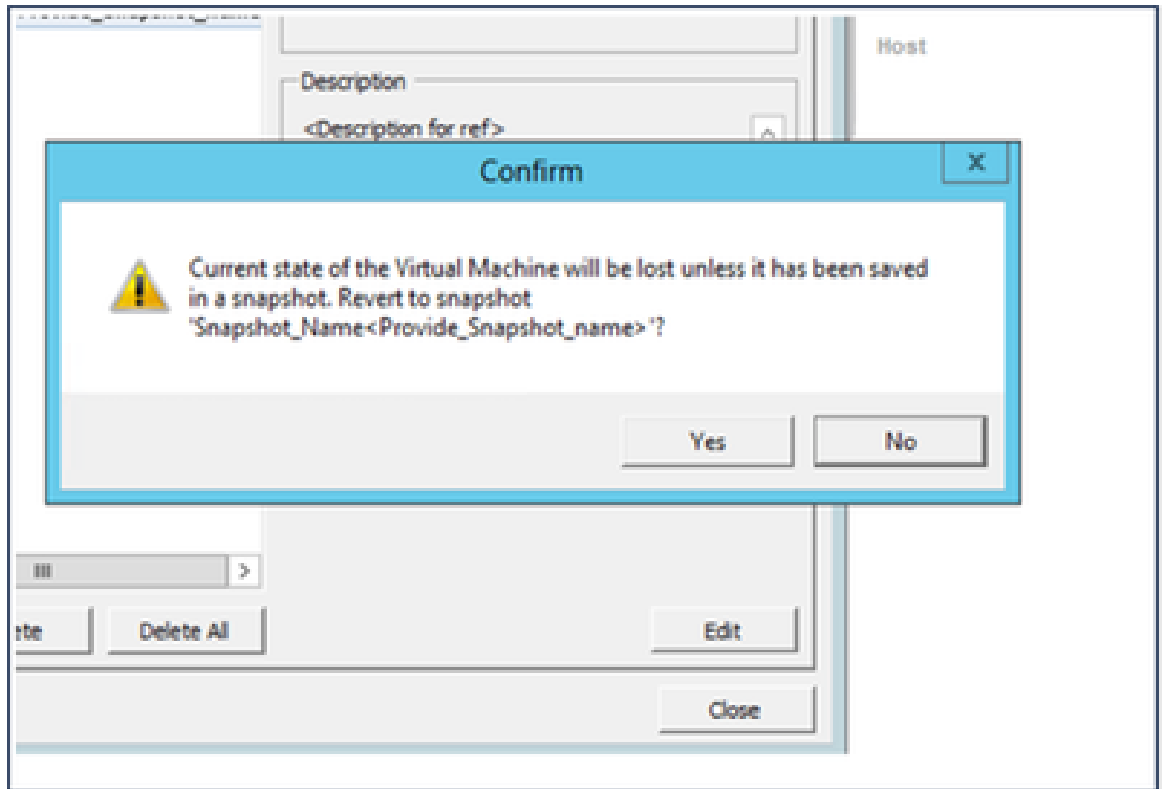 Host
Description
<Description for ref>
Confirm
X
Current state of the Virtual Machine will be lost unless it has been saved
in a snapshot. Revert to snapshot
'Snapshot_Name<Provide_Snapshot_name> '?
Yes
No
ete
Delete All
Edit
Close